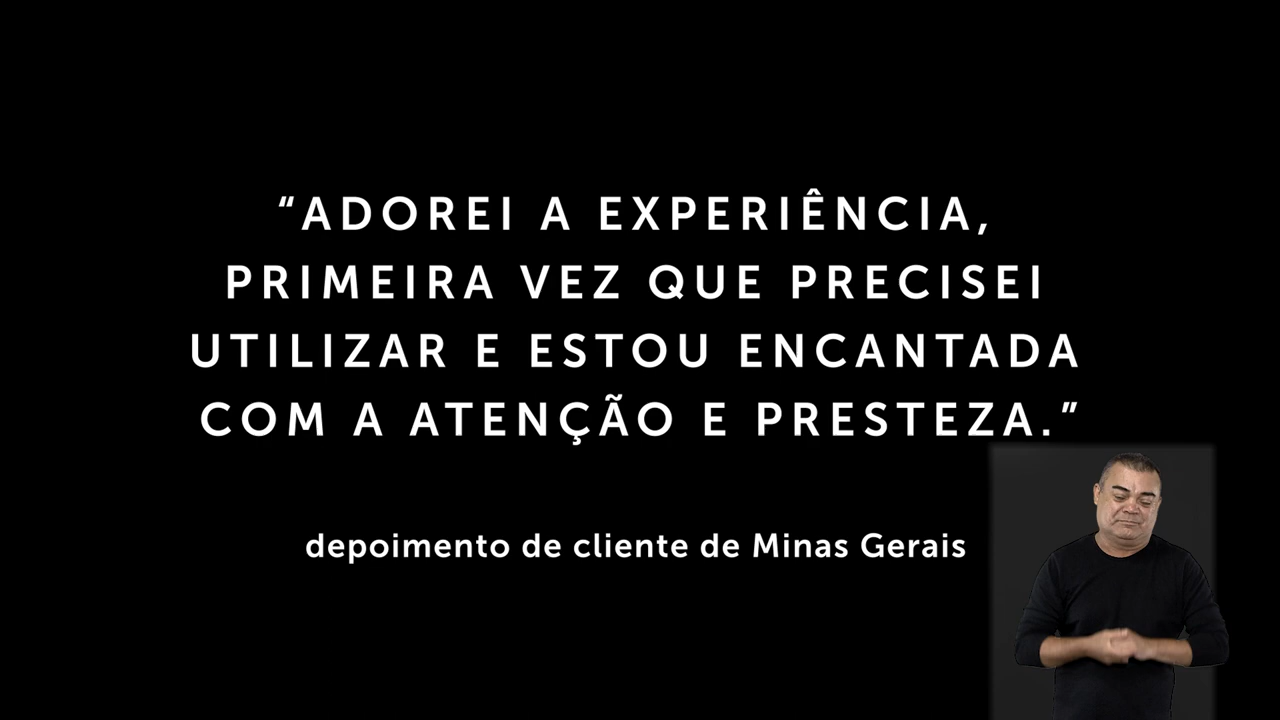 “ADOREI A EXPERIÊNCIA,
PRIMEIRA VEZ QUE PRECISEI
UTILIZAR E ESTOU ENCANTADA
COM A ATENÇÃO E PRESTEZA.”
depoimento de cliente de Minas Gerais